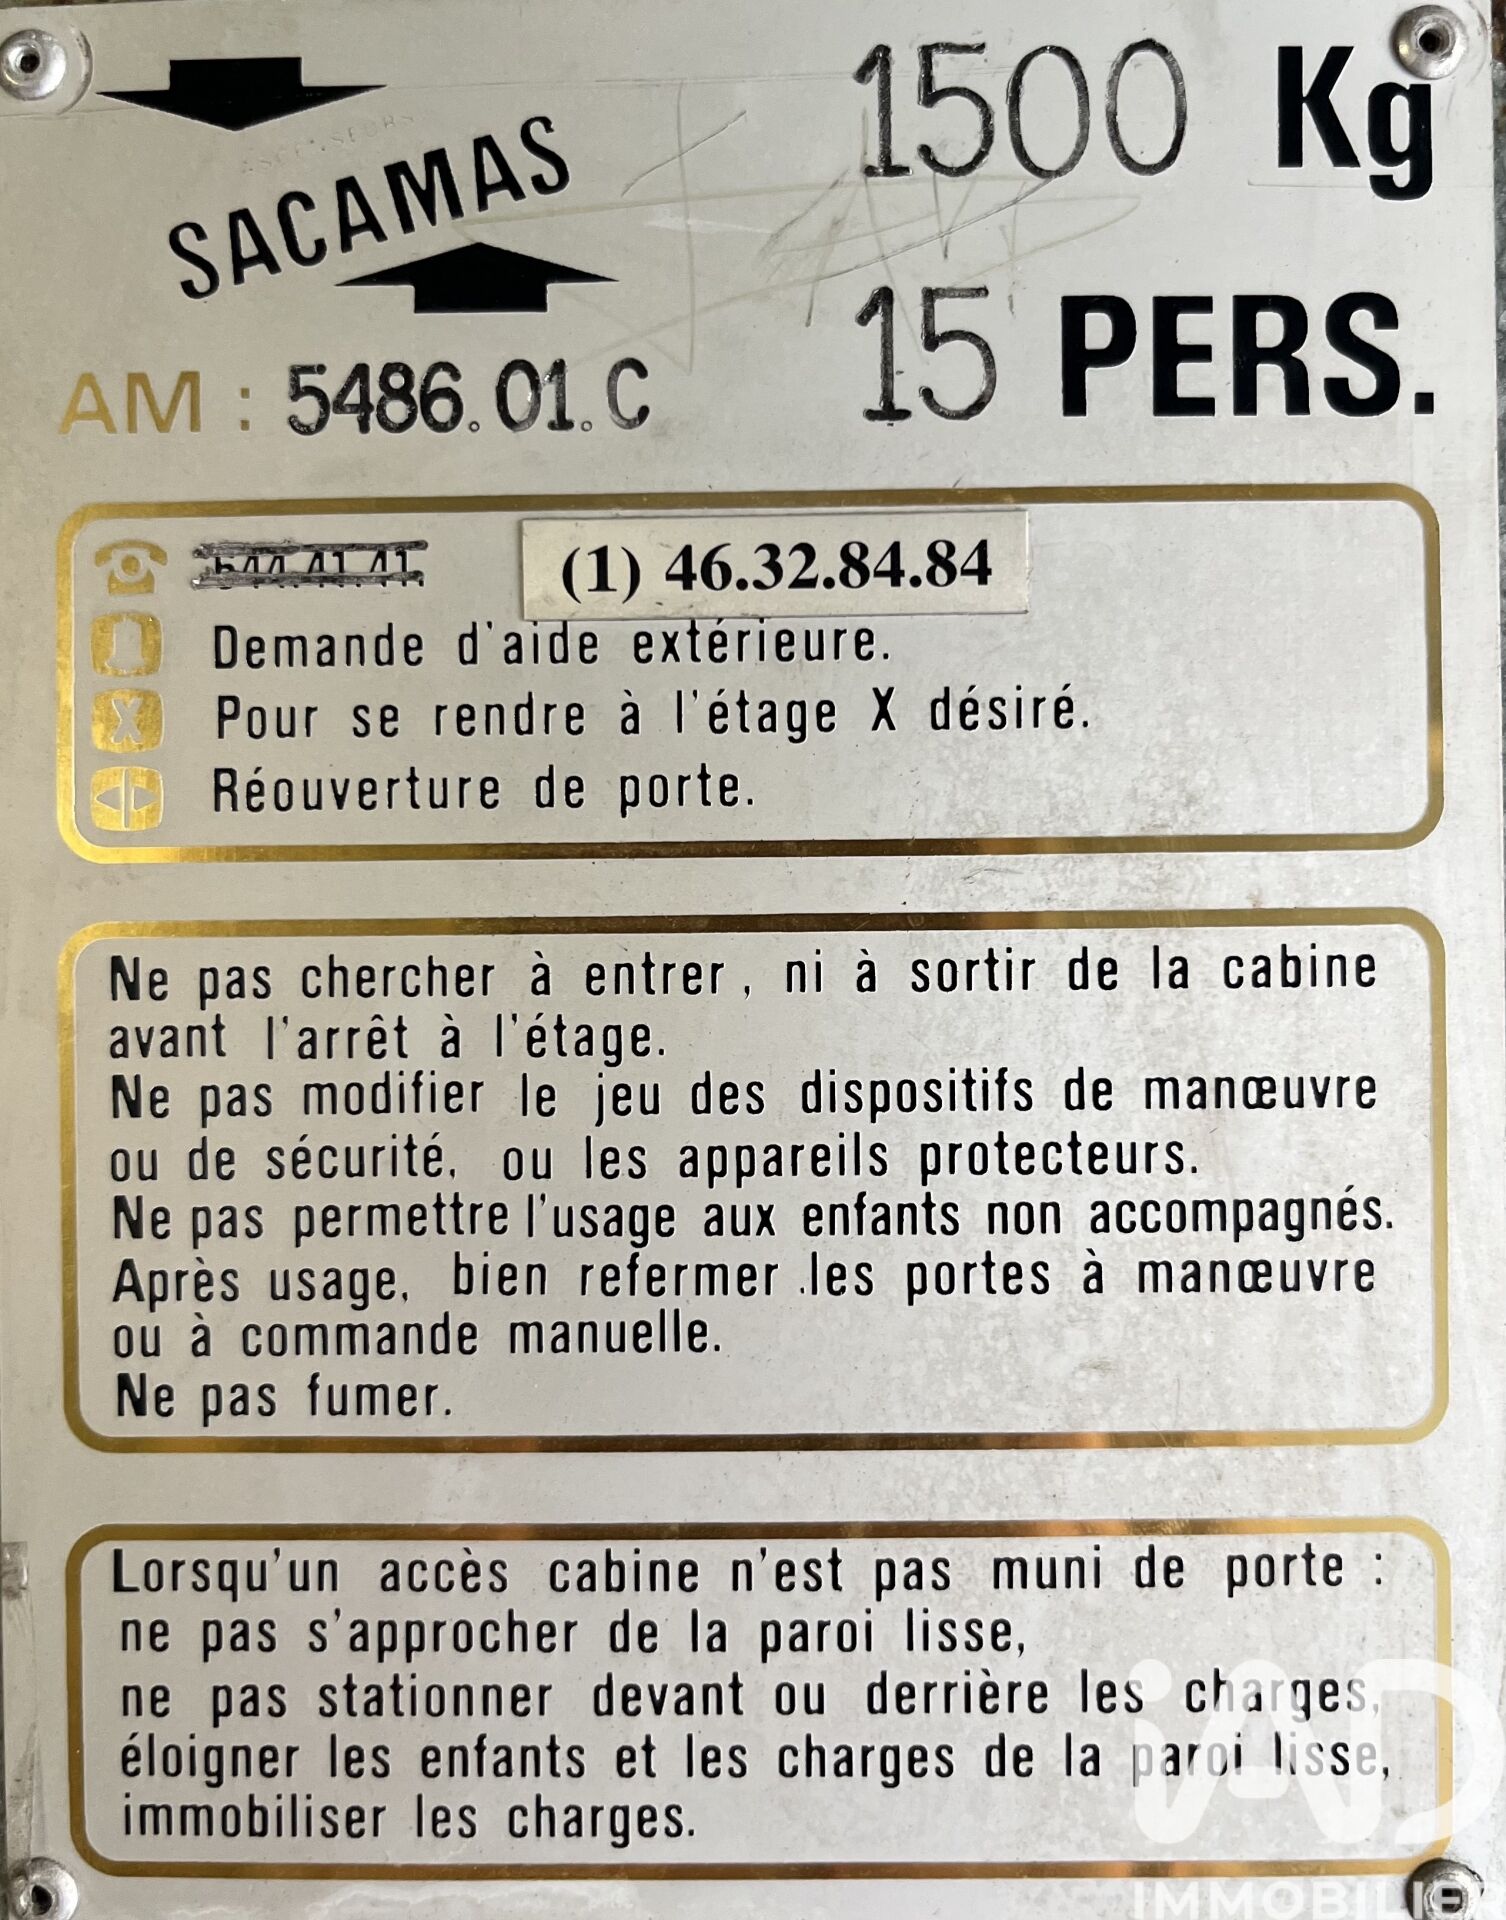 ASCENSEURS
SACAMAS
1500 Kg
15 PERS.
AM : 5486.01.C
(1) 46.32.84.84
Demande d'aide extérieure.
X Pour se rendre à l'étage X désiré.
Réouverture de porte.
Ne pas chercher à entrer, ni à sortir de la cabine
avant l'arrêt à l'étage.
Ne pas modifier le jeu des dispositifs de manœuvre
ou de sécurité, ou les appareils protecteurs.
Ne pas permettre l'usage aux enfants non accompagnés.
Après usage, bien refermer les portes à manœuvre
ou à commande manuelle.
Ne pas fumer.
Lorsqu'un accès cabine n'est pas muni de porte :
ne pas s'approcher de la paroi lisse,
ne pas stationner devant ou derrière les charges,
éloigner les enfants et les charges de la paroi lisse,
immobiliser les charges.
iAD
IMMOBILIER